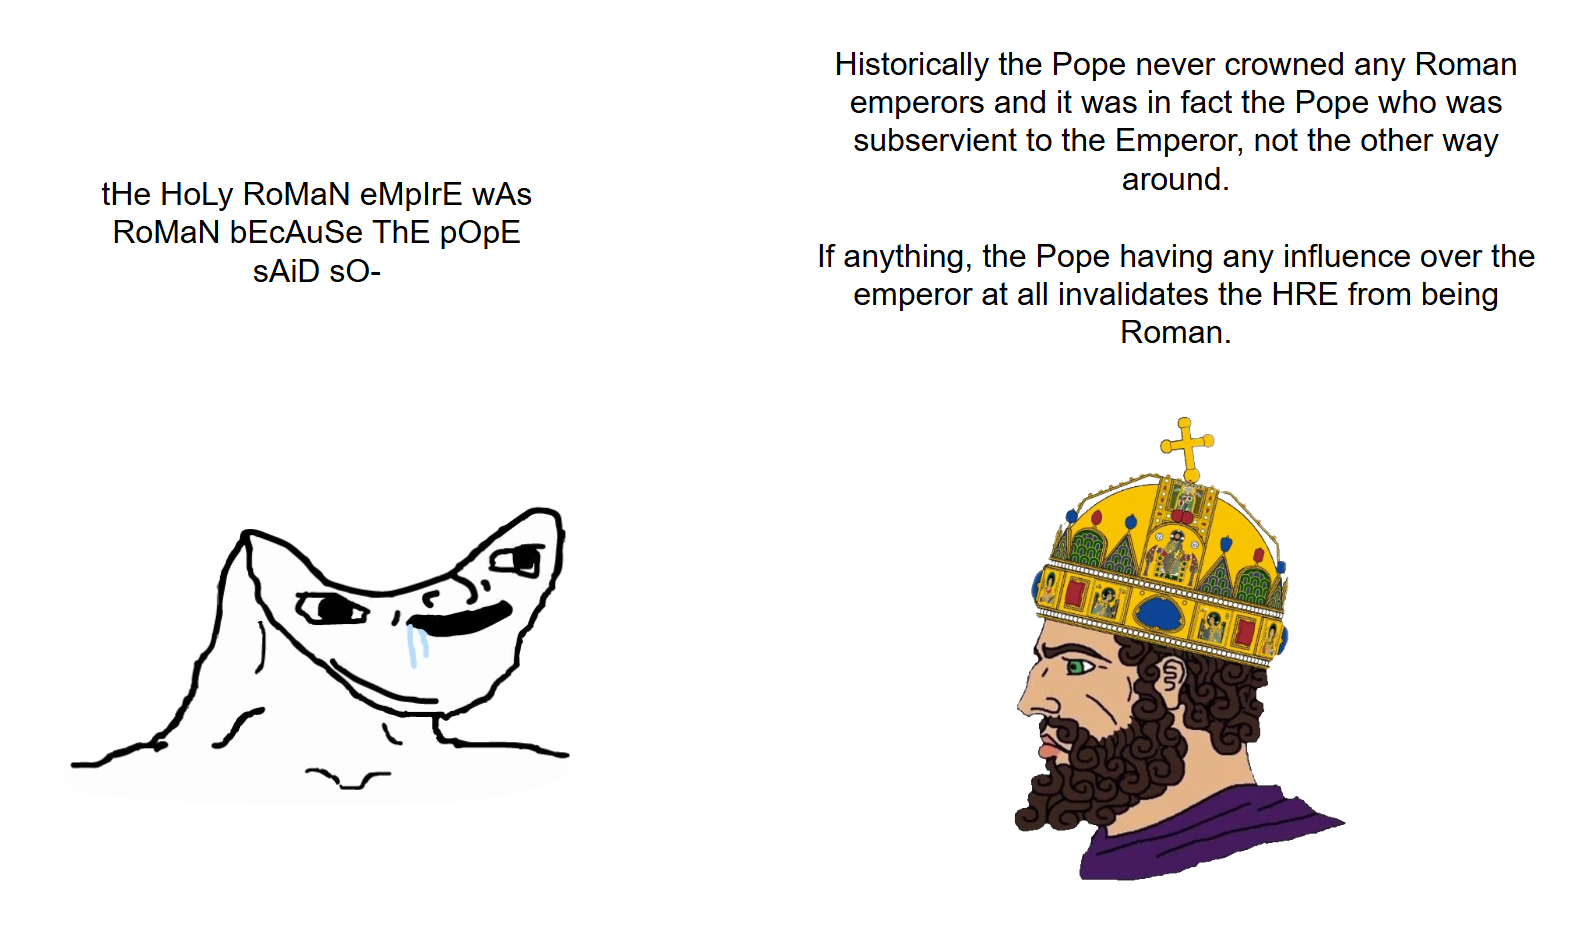 tHe HoLy RoMaN eMpIrE wAs
RoMaN bEcAuSe ThE pOpE
sAiD sO-
Historically the Pope never crowned any Roman
emperors and it was in fact the Pope who was
subservient to the Emperor, not the other way
around.
If anything, the Pope having any influence over the
emperor at all invalidates the HRE from being
Roman.